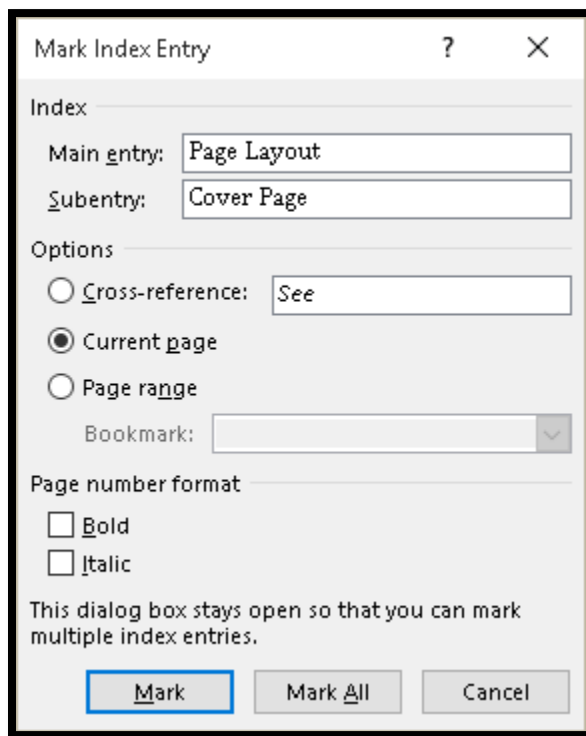 Mark Index Entry ?
Index
Main entry: Page Layout
Subentry: Cover Page
Options
Cross-reference: See
Current page
Page range
Bookmark:
Page number format
Bold
Italic
This dialog box stays open so that you can mark
multiple index entries.
Mark Mark All Cancel